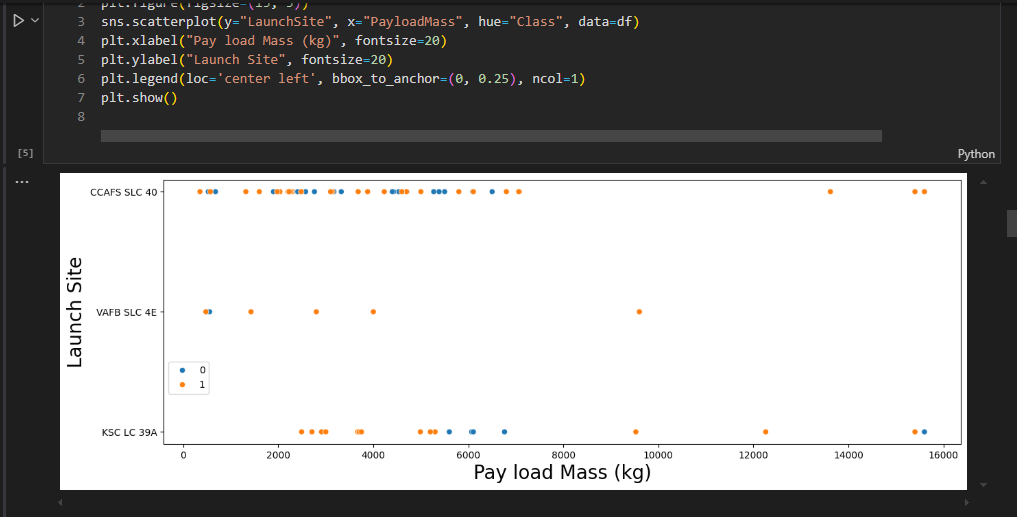 2 plt.figure(figsize=(15, 5))
3 sns.scatterplot(y="LaunchSite", x="PayloadMass", hue="Class", data=df)
4 plt.xlabel("Pay load Mass (kg)", fontsize=20)
5 plt.ylabel("Launch Site", fontsize=20)
6 plt.legend(loc='center left', bbox_to_anchor=(0, 0.25), ncol=1)
7 plt.show()
8
[5]
Python
...
CCAFS SLC 40
VAFB SLC 4E
KSC LC 39A
Launch Site
0
1
0 2000 4000 6000 8000 10000 12000 14000 16000
Pay load Mass (kg)